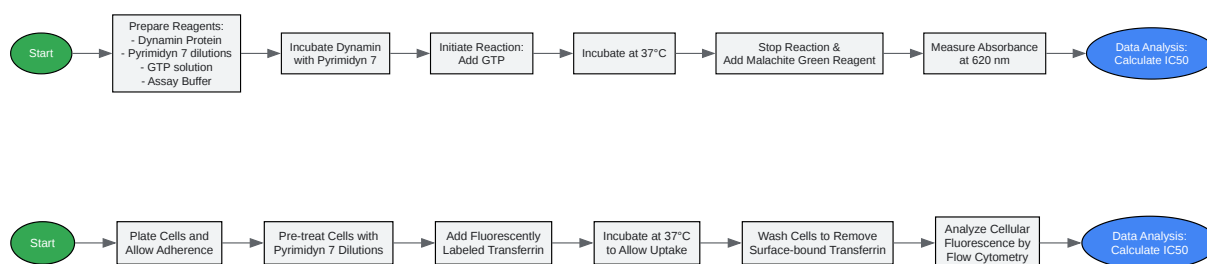 Start
Prepare Reagents:
- Dynamin Protein
- Pyrimidyn 7 dilutions
- GTP solution
- Assay Buffer
Incubate Dynamin
with Pyrimidyn 7
Initiate Reaction:
Add GTP
Incubate at 37°C
Stop Reaction &
Add Malachite Green Reagent
Measure Absorbance
at 620 nm
Data Analysis:
Calculate IC50
Start
Plate Cells and
Allow Adherence
Pre-treat Cells with
Pyrimidyn 7 Dilutions
Add Fluorescently
Labeled Transferrin
Incubate at 37°C
to Allow Uptake
Wash Cells to Remove
Surface-bound Transferrin
Analyze Cellular
Fluorescence by
Flow Cytometry
Data Analysis:
Calculate IC50